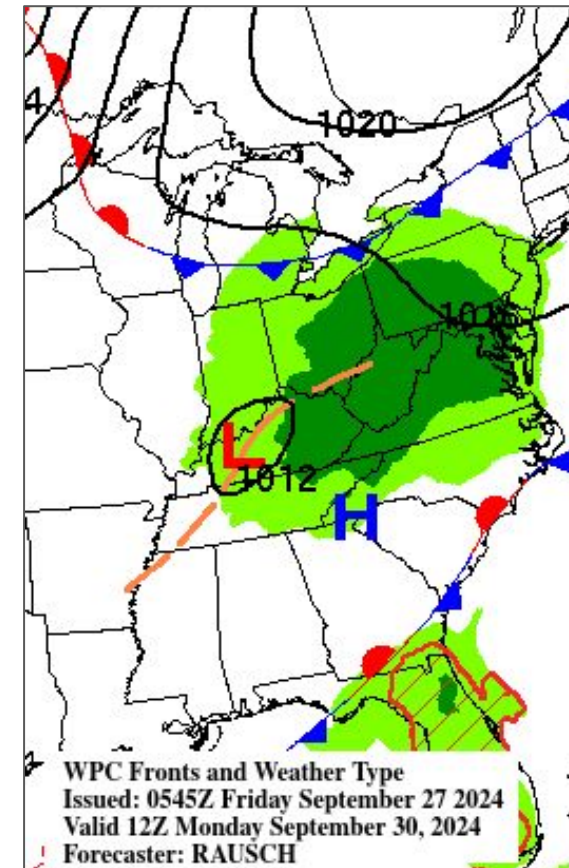 1020
4
1016
L
1012
H
WPC Fronts and Weather Type
Issued: 0545Z Friday September 27 2024
Valid 12Z Monday September 30, 2024
Forecaster: RAUSCH